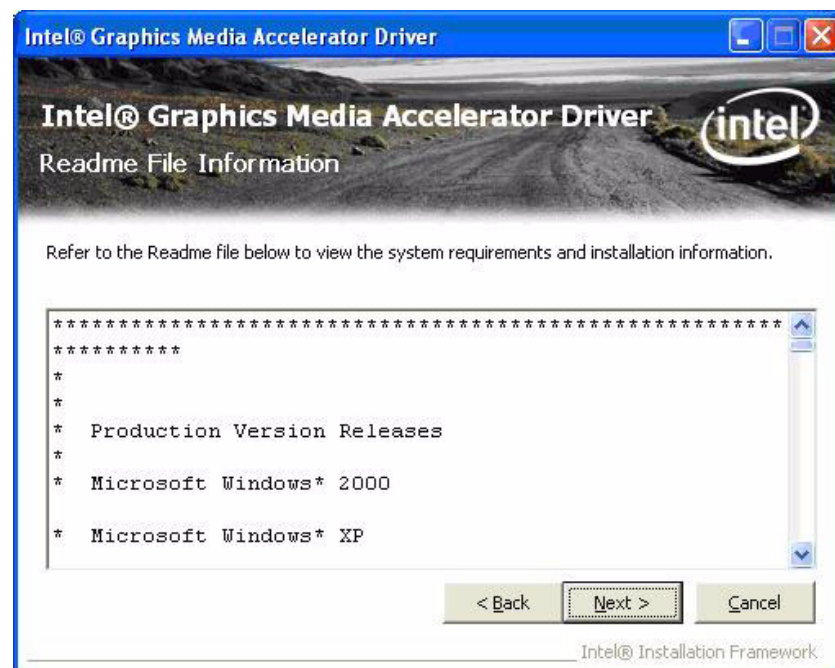 Intel® Graphics Media Accelerator Driver
Intel® Graphics Media Accelerator Driver
intel
Readme File Information
Refer to the Readme file below to view the system requirements and installation information.
********************************************************
**********
*
*
* Production Version Releases
*
* Microsoft Windows* 2000
* Microsoft Windows* XP
< Back
Next >
Cancel
Intel® Installation Framework